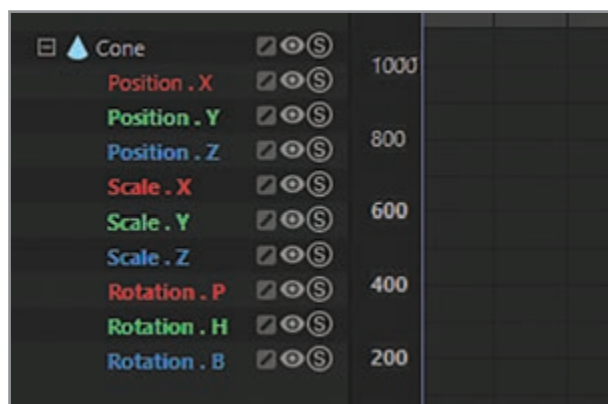 Cone S
Position . X S
Position . Y S
Position . Z S
Scale . X S
Scale . Y S
Scale . Z S
Rotation . P S
Rotation . H S
Rotation . B S
1000
800
600
400
200